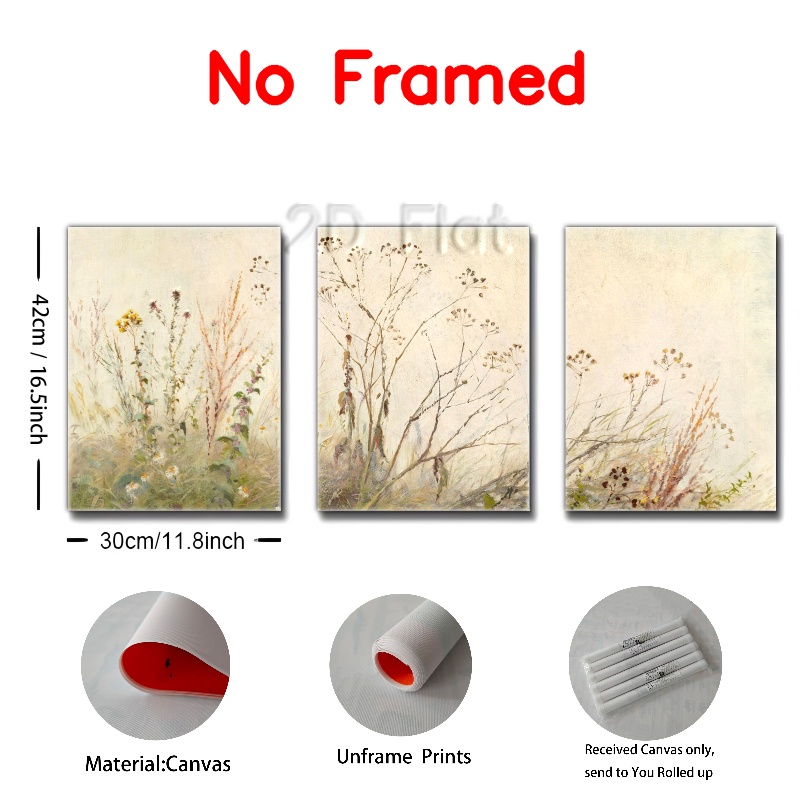 No Framed
2D Flat
42cm / 16.5inch
30cm/11.8inch
Material:Canvas
Unframe Prints
Received Canvas only,
send to You Rolled up